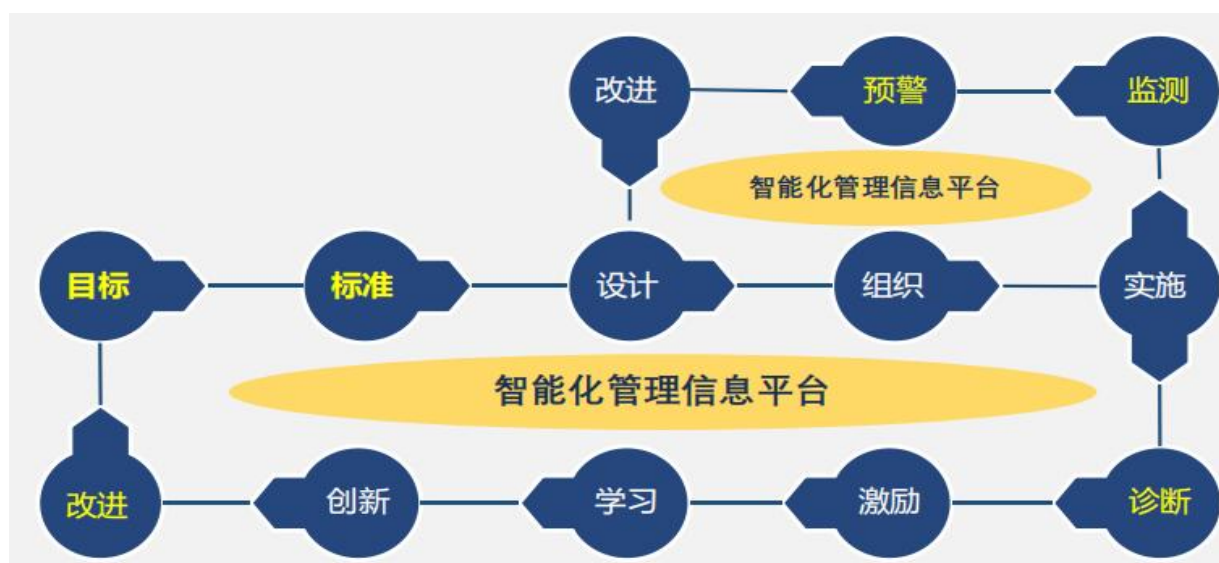 改进
预警
监测
智能化管理信息平台
目标
标准
设计
组织
实施
智能化管理信息平台
改进
创新
学习
激励
诊断